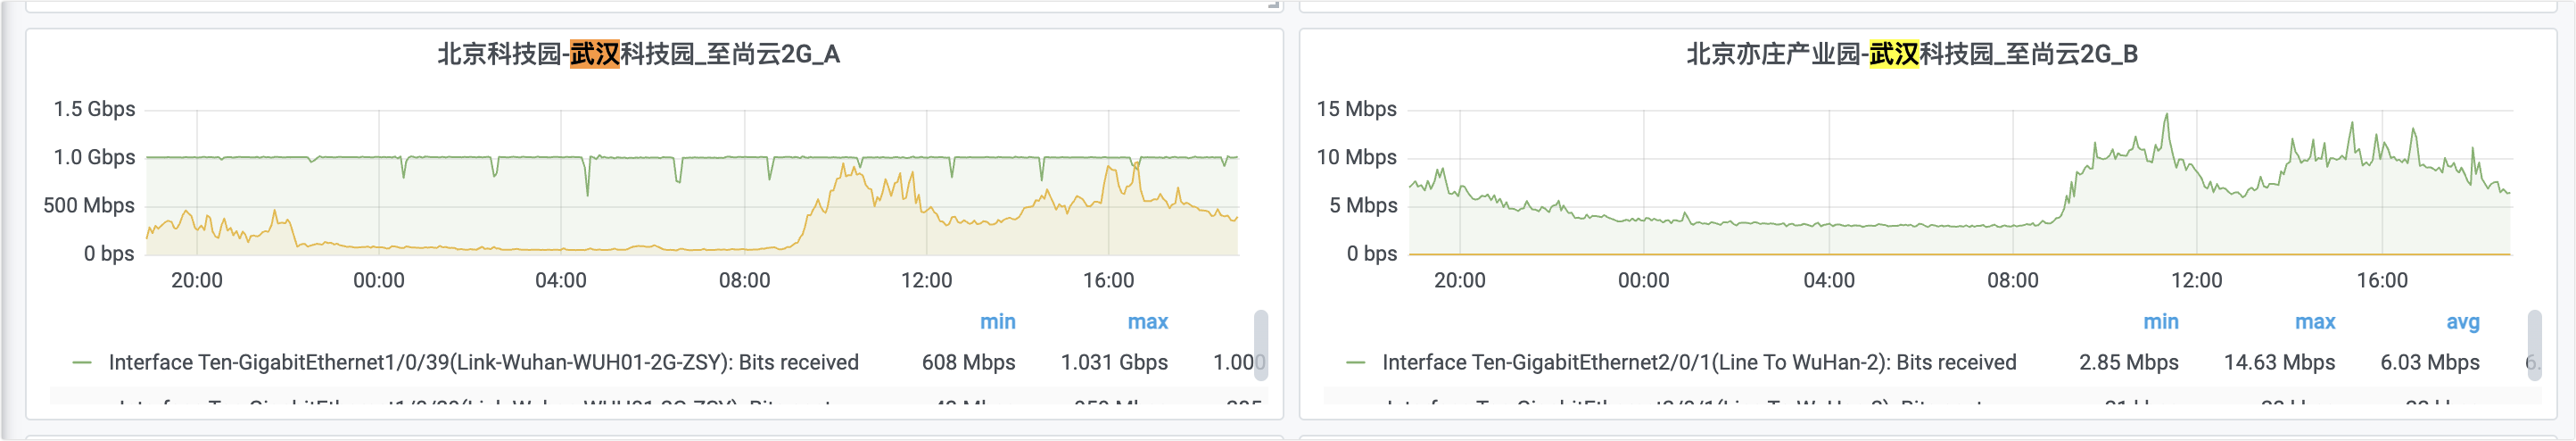 北京科技园-武汉科技园_至尚云2G_A
1.5 Gbps
1.0 Gbps
500 Mbps
0 bps
20:00 00:00 04:00 08:00 12:00 16:00
min max
Interface Ten-GigabitEthernet1/0/39(Link-Wuhan-WUH01-2G-ZSY): Bits received 608 Mbps 1.031 Gbps 1.000
北京亦庄产业园-武汉科技园_至尚云2G_B
15 Mbps
10 Mbps
5 Mbps
0 bps
20:00 00:00 04:00 08:00 12:00 16:00
min max avg
Interface Ten-GigabitEthernet2/0/1(Line To WuHan-2): Bits received 2.85 Mbps 14.63 Mbps 6.03 Mbps